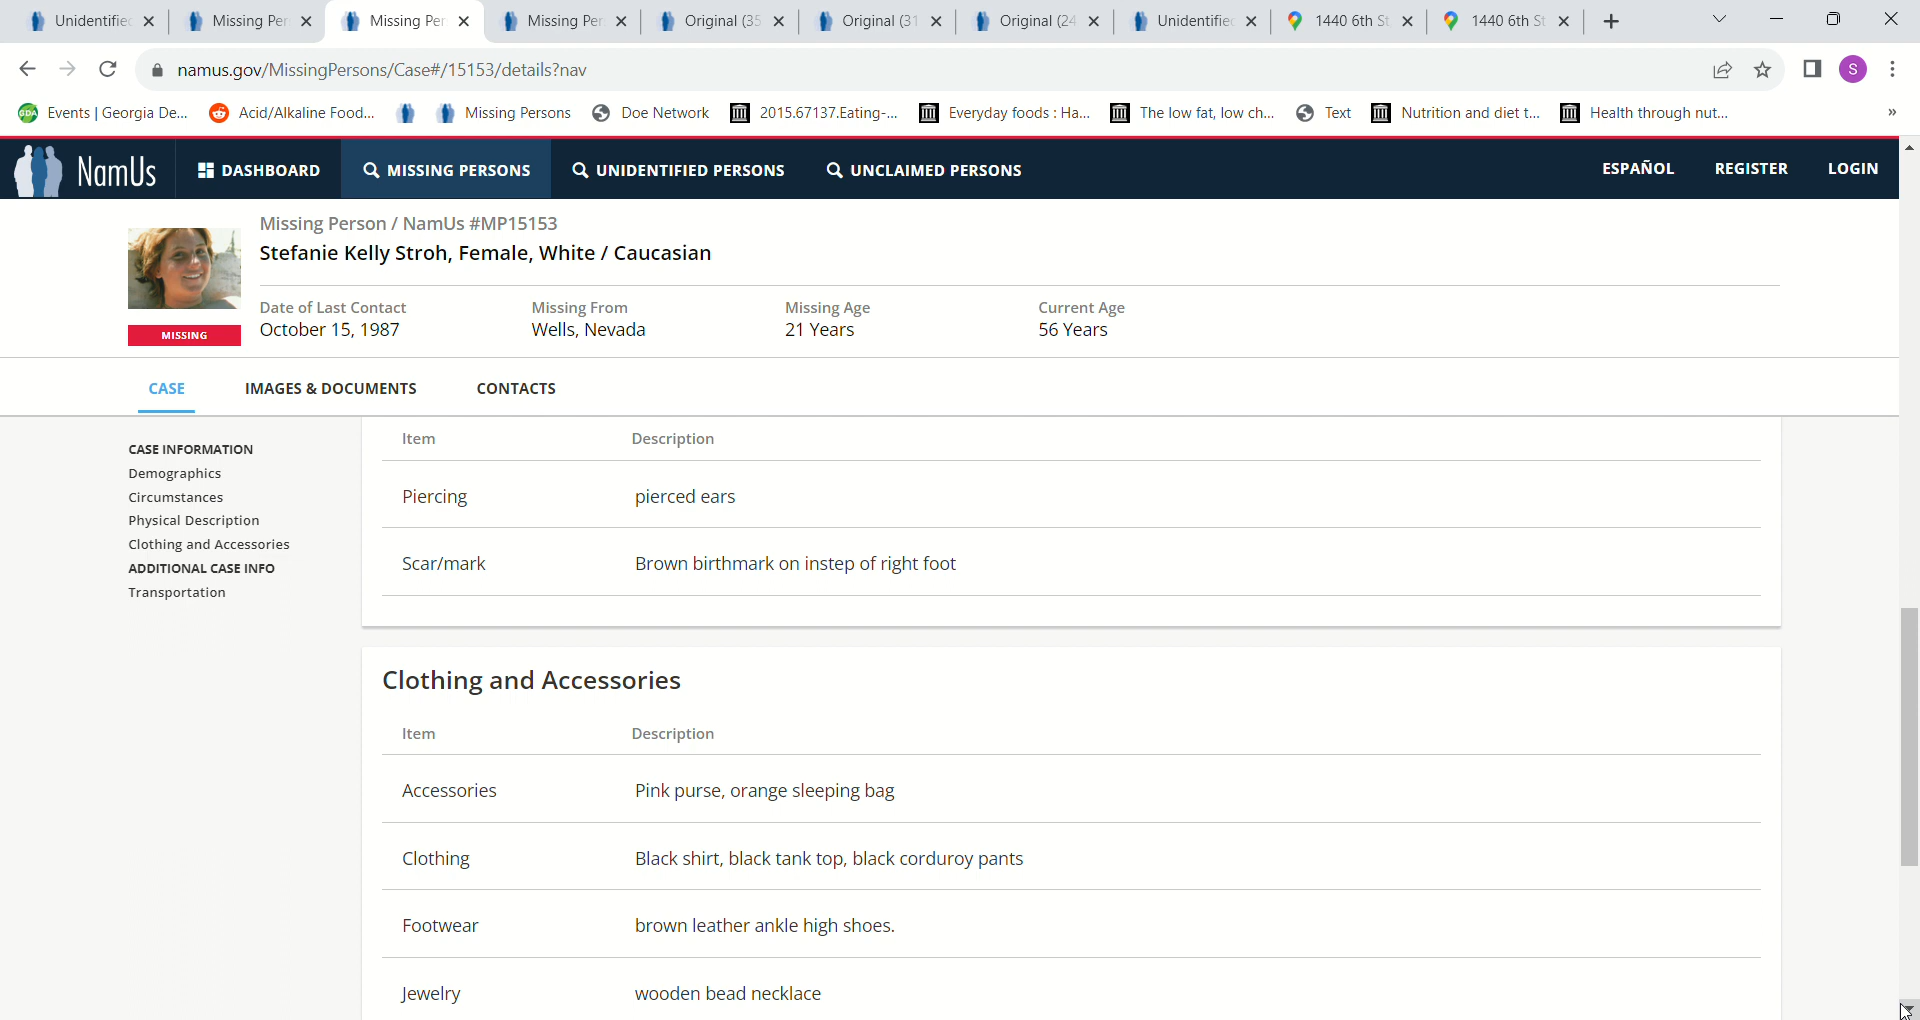 Unidentifie Missing Per Missing Per Missing Per Original (35 Original (31 Original (24 Unidentifie 1440 6th St 1440 6th St
namus.gov/MissingPersons/Case#/15153/details?nav S
GDA Events | Georgia De... Acid/Alkaline Food... Missing Persons Doe Network 2015.67137.Eating-... Everyday foods : Ha... The low fat, low ch... Text Nutrition and diet t... Health through nut... »
NamUs DASHBOARD MISSING PERSONS UNIDENTIFIED PERSONS UNCLAIMED PERSONS ESPAÑOL REGISTER LOGIN
Missing Person / NamUs #MP15153
Stefanie Kelly Stroh, Female, White / Caucasian
Date of Last Contact Missing From Missing Age Current Age
October 15, 1987 Wells, Nevada 21 Years 56 Years
MISSING
CASE IMAGES & DOCUMENTS CONTACTS
CASE INFORMATION
Demographics
Circumstances
Physical Description
Clothing and Accessories
ADDITIONAL CASE INFO
Transportation
Item Description
Piercing pierced ears
Scar/mark Brown birthmark on instep of right foot
Clothing and Accessories
Item Description
Accessories Pink purse, orange sleeping bag
Clothing Black shirt, black tank top, black corduroy pants
Footwear brown leather ankle high shoes.
Jewelry wooden bead necklace